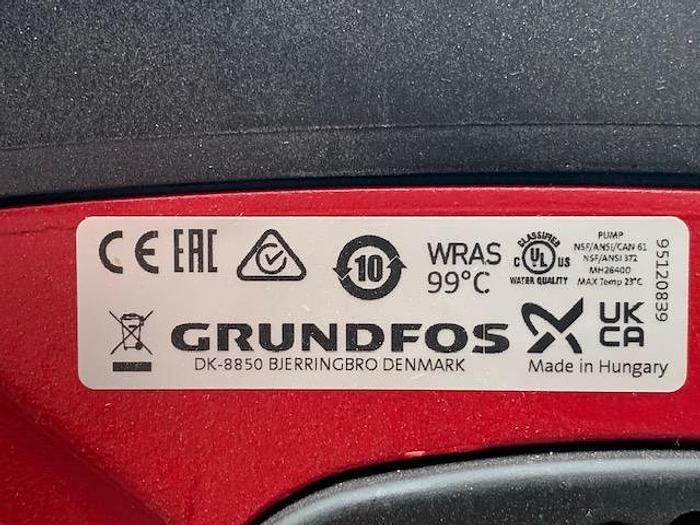 CE EAC 10 WRAS
99°C
CLASSIFIED
C UL US
WATER QUALITY
PUMP
NSF/ANSI/CAN 61
NSF/ANSI 372
MH26400
MAX Temp 23°C
95120839
GRUNDFOS
DK-8850 BJERRINGBRO DENMARK
UK
CA
Made in Hungary